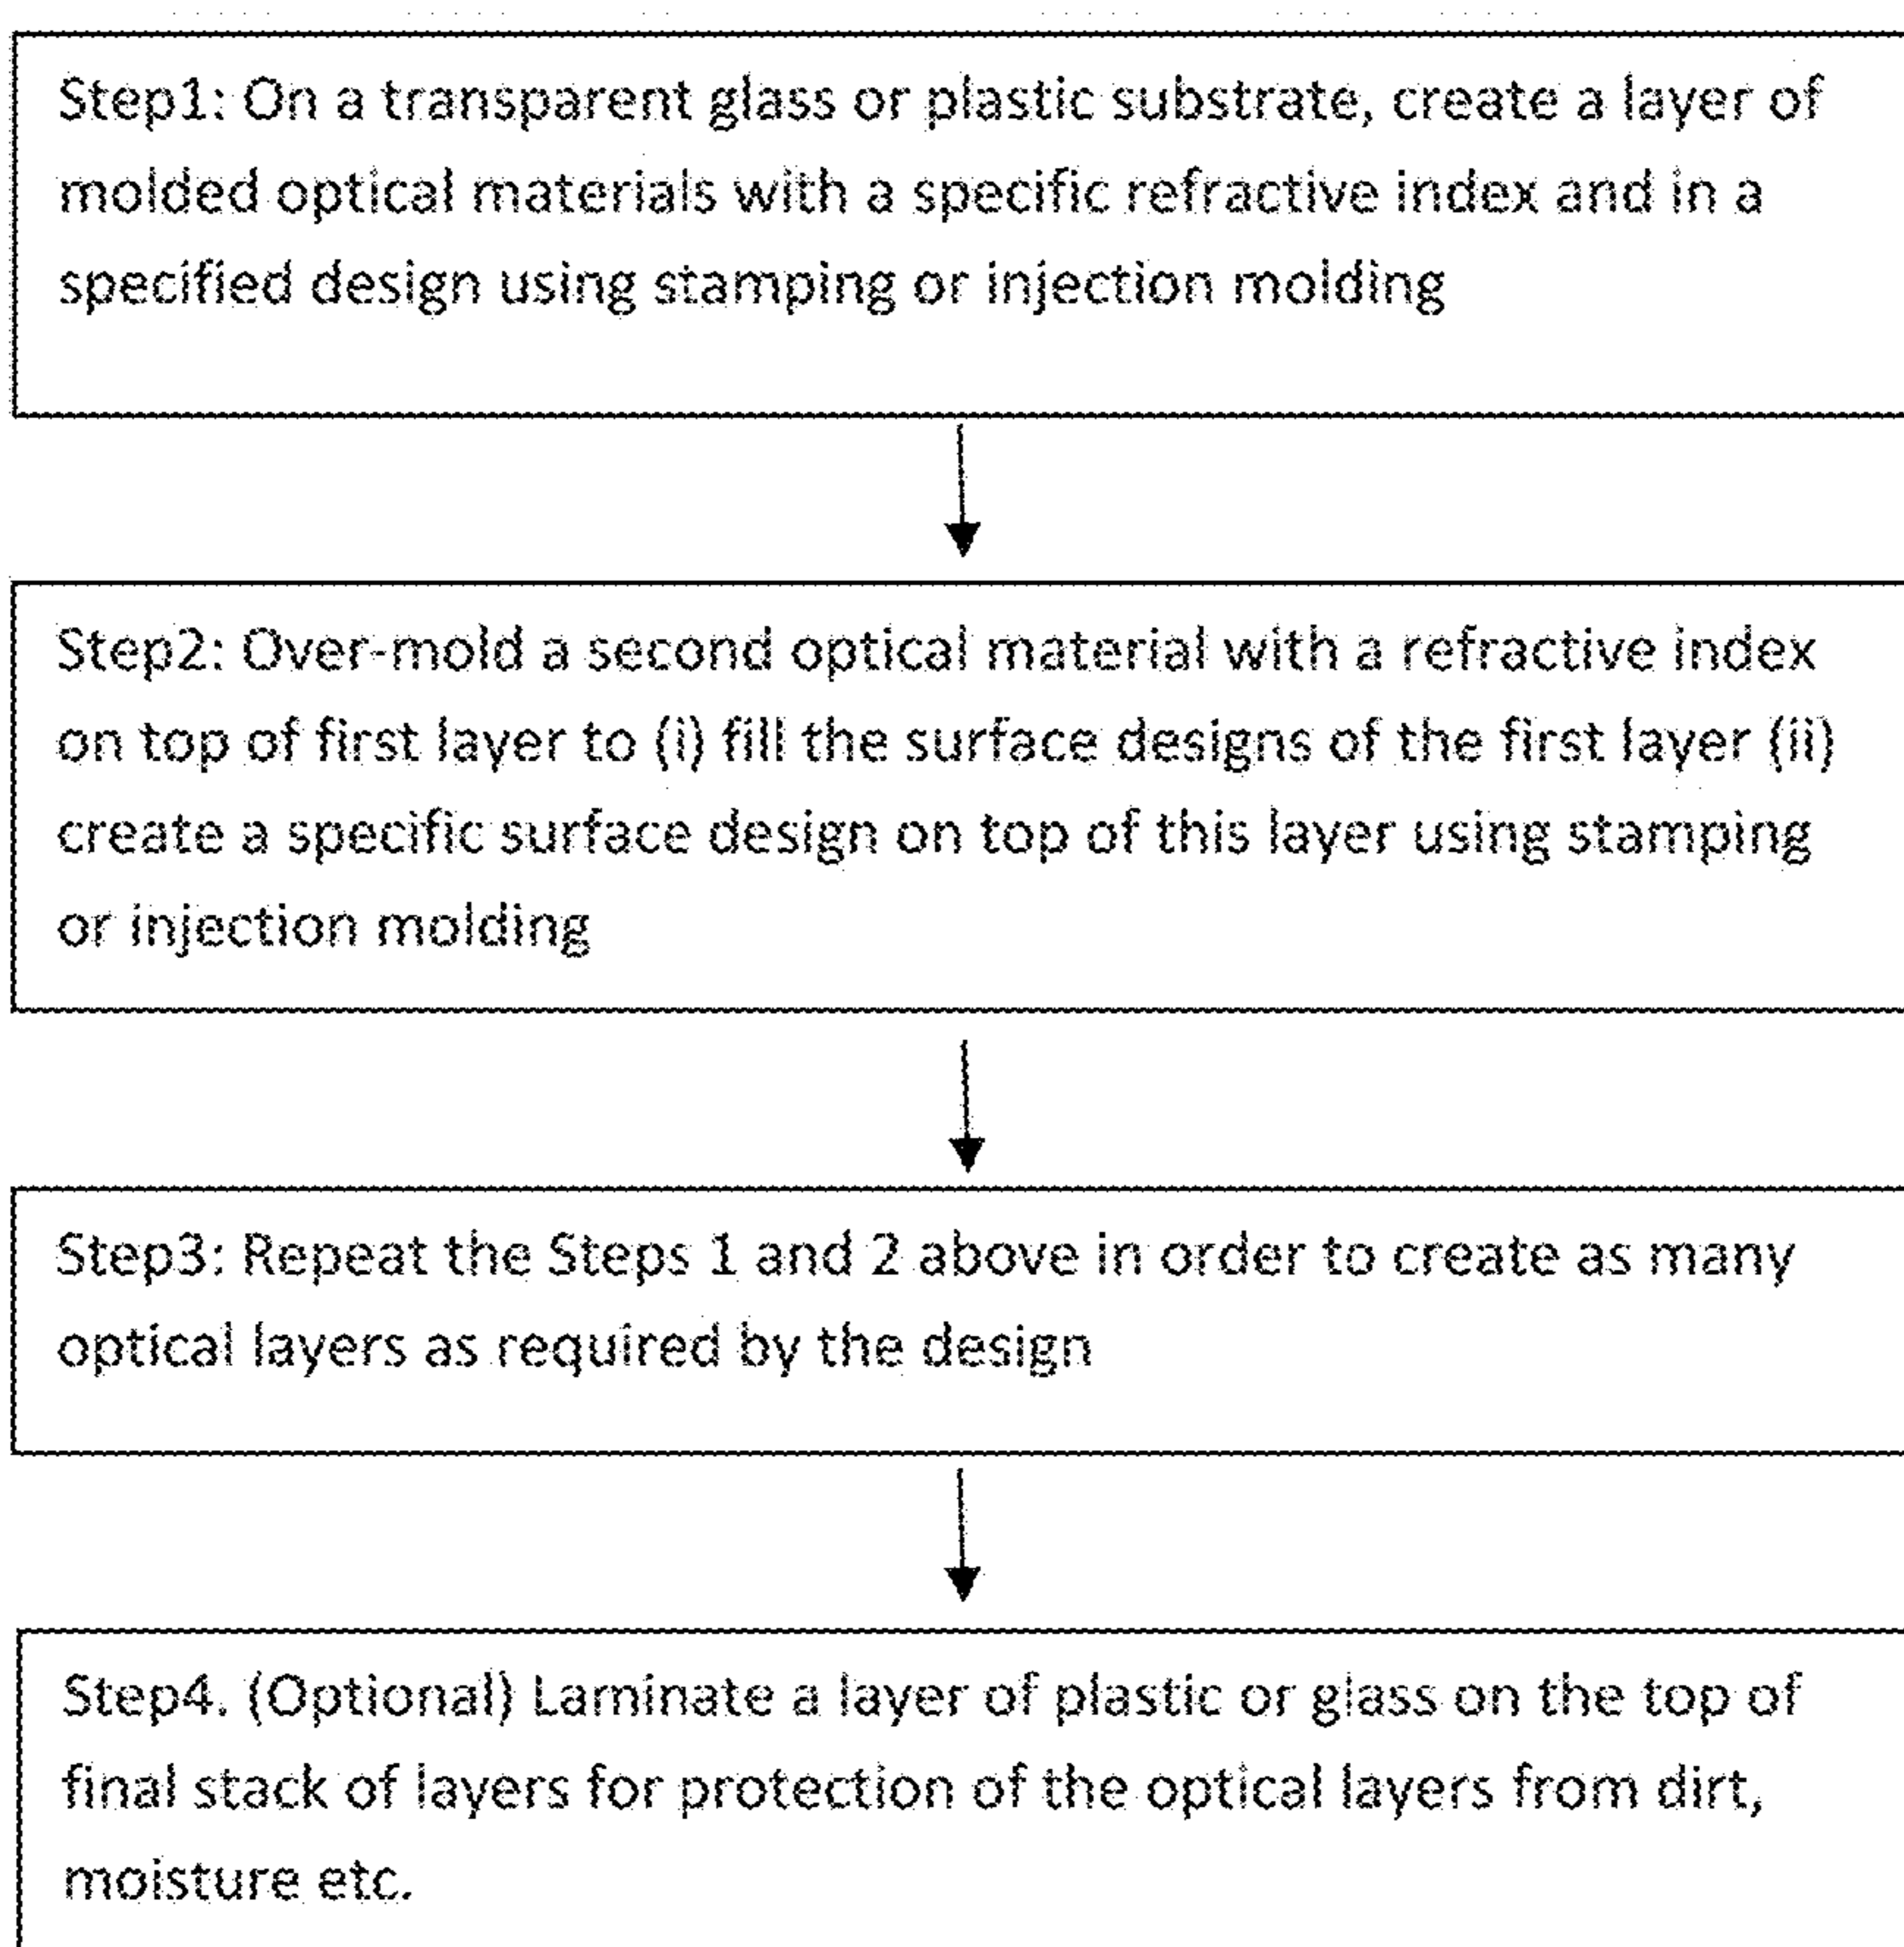 Step1: On a transparent glass or plastic substrate, create a layer of
molded optical materials with a specific refractive index and in a
specified design using stamping or injection molding
Step2: Over-mold a second optical material with a refractive index
on top of first layer to (i) fill the surface designs of the first layer (ii)
create a specific surface design on top of this layer using stamping
or injection molding
Step3: Repeat the Steps 1 and 2 above in order to create as many
optical layers as required by the design
Step4. (Optional) Laminate a layer of plastic or glass on the top of
final stack of layers for protection of the optical layers from dirt,
moisture etc.